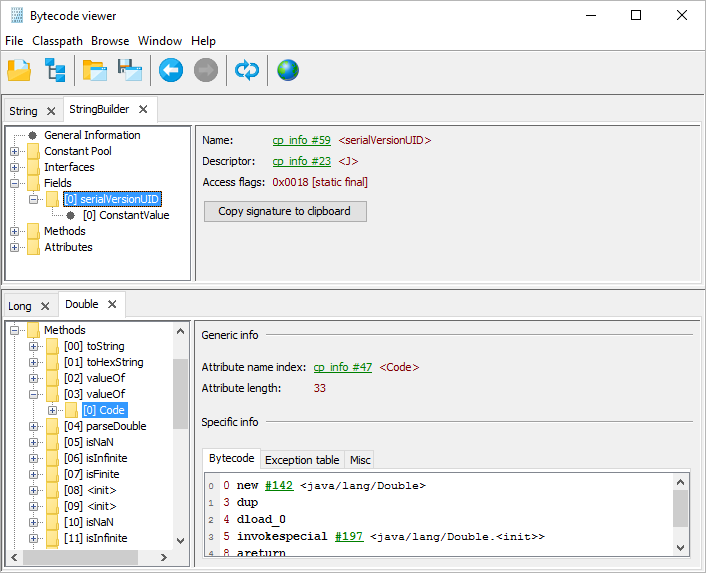 Bytecode viewer
File Classpath Browse Window Help
String StringBuilder
General Information
Constant Pool
Interfaces
Fields
[0] serialVersionUID
[0] ConstantValue
Methods
Attributes
Name: cp_info #59 <serialVersionUID>
Descriptor: cp_info #23 <J>
Access flags: 0x0018 [static final]
Copy signature to clipboard
Long Double
Methods
[00] toString
[01] toHexString
[02] valueOf
[03] valueOf
[0] Code
[04] parseDouble
[05] isNaN
[06] isInfinite
[07] isFinite
[08] <init>
[09] <init>
[10] isNaN
[11] isInfinite
Generic info
Attribute name index: cp_info #47 <Code>
Attribute length: 33
Specific info
Bytecode Exception table Misc
0 0 new #142 <java/lang/Double>
1 3 dup
2 4 dload_0
3 5 invokespecial #197 <java/lang/Double.<init>>
4 8 areturn